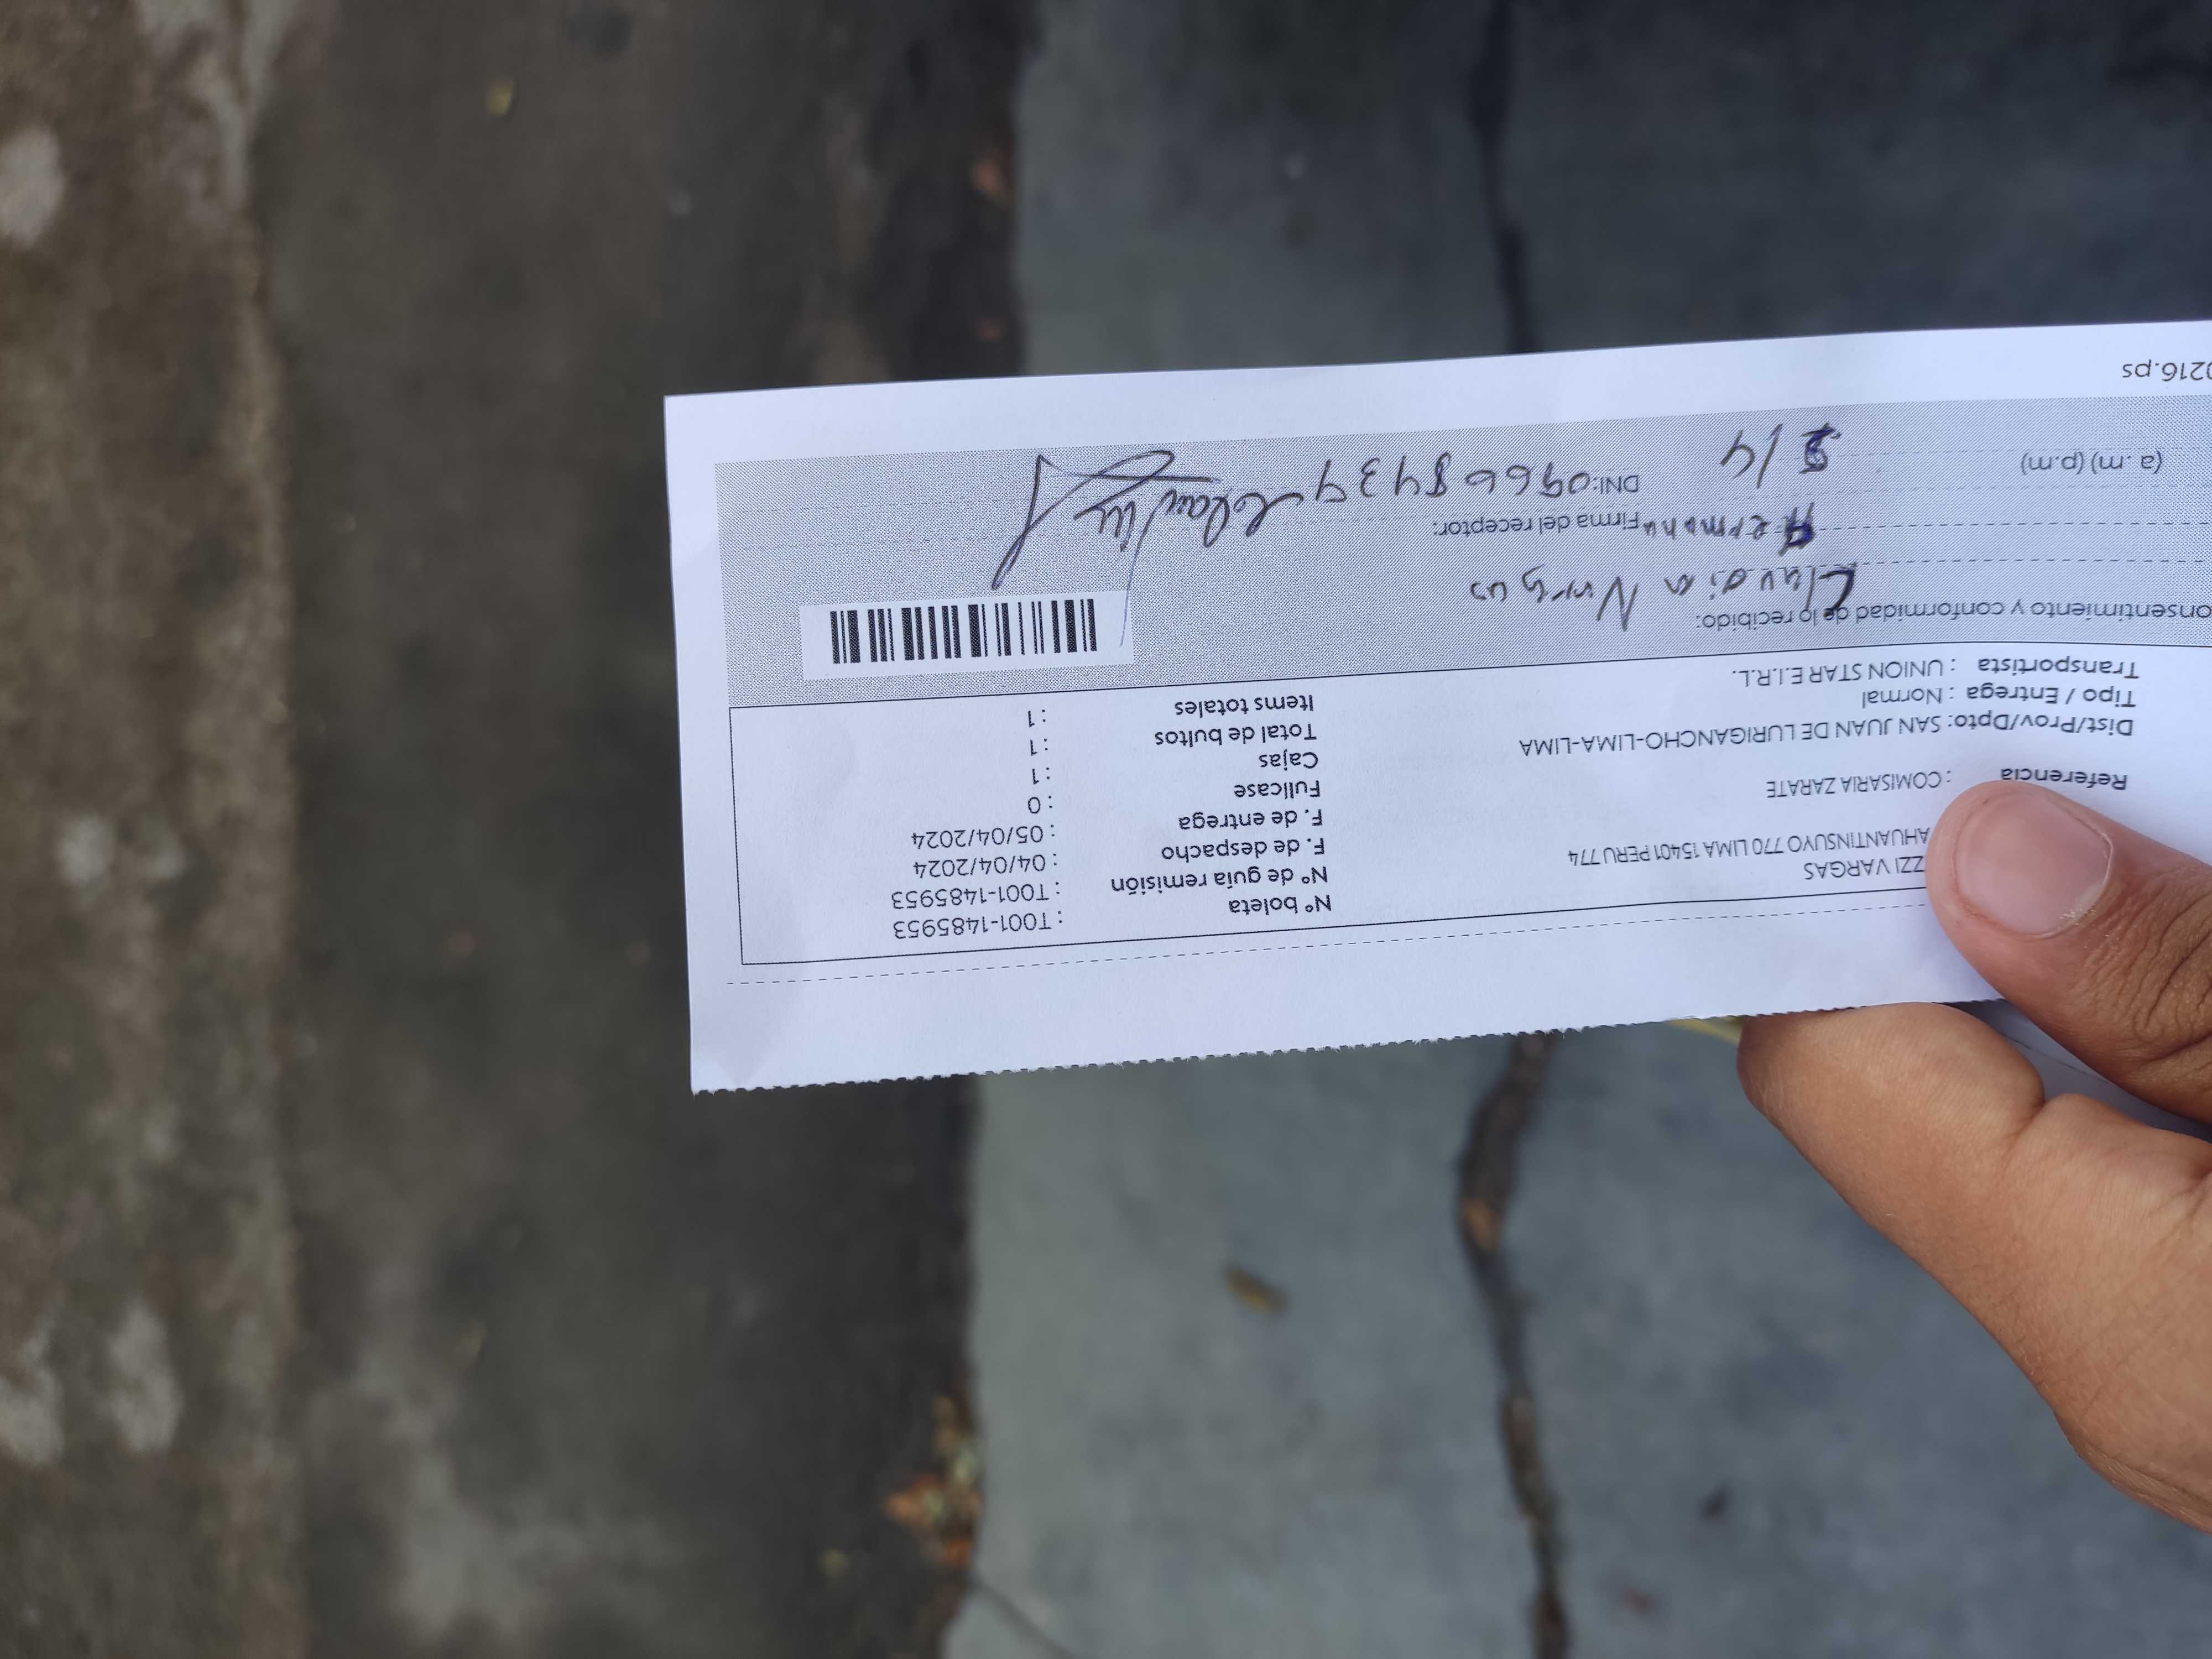 Nº boleta : T001-1485953
ZZI VARGAS
Nº de guía remisión : T001-1485953
AHUANTINSUYO 770 LIMA 15401 PERU 774
F. de despacho : 04/04/2024
F. de entrega : 05/04/2024
Referencia : COMISARIA ZARATE
Fullcase : 0
Cajas : 1
Dist/Prov/Dpto: SAN JUAN DE LURIGANCHO-LIMA-LIMA
Total de bultos : 1
Tipo / Entrega : Normal
Items totales : 1
Transportista : UNION STAR E.I.R.L.
onsentimiento y conformidad de lo recibido:
Claudia
Hermana
Firma del receptor:
(a .m) (p.m)
DNI:09668439
0216.ps